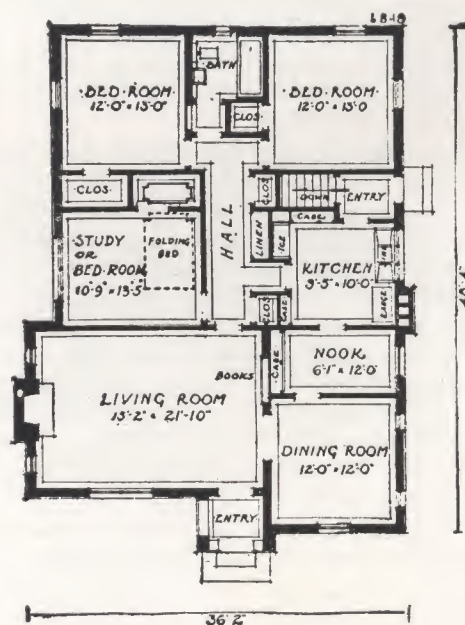 BATH
BED-ROOM
12'-0" x 13'-0"
BED-ROOM
12'-0" x 13'-0
CLOS.
CLOS.
CLOS
DOWN
ENTRY
CASE
STUDY
OR
BED-ROOM
10'-9" x 13'-5"
FOLDING
BED
HALL
LINEN
ICE
KITCHEN
9'-5" x 10'-0"
SINK
RANGE
CLOS
CASE
NOOK
6'-1" x 12'-0"
CASE
BOOKS
LIVING ROOM
13'-2" x 21'-10"
DINING ROOM
12'-0" x 12'-0"
ENTRY
36'2"